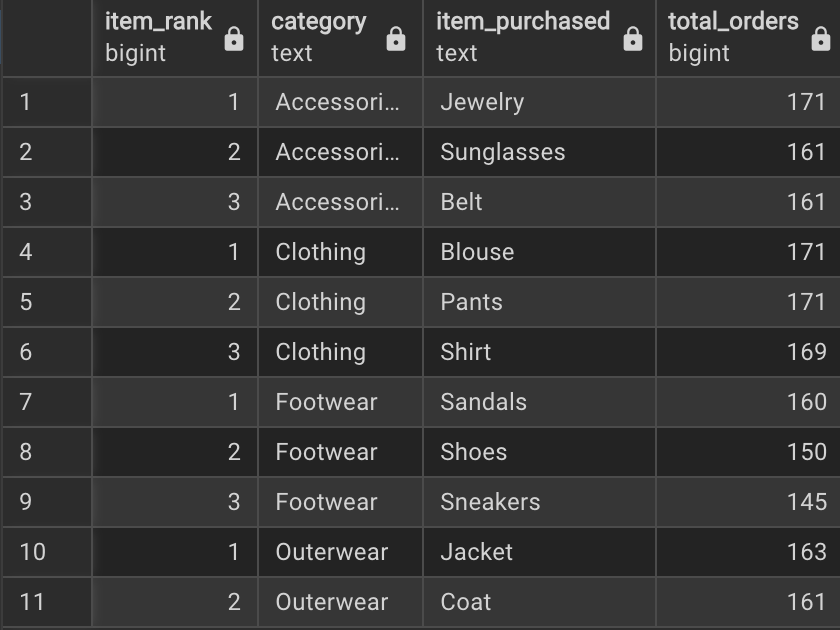 item_rank category item_purchased total_orders
bigint text text bigint
1 1 Accessori... Jewelry 171
2 2 Accessori... Sunglasses 161
3 3 Accessori... Belt 161
4 1 Clothing Blouse 171
5 2 Clothing Pants 171
6 3 Clothing Shirt 169
7 1 Footwear Sandals 160
8 2 Footwear Shoes 150
9 3 Footwear Sneakers 145
10 1 Outerwear Jacket 163
11 2 Outerwear Coat 161